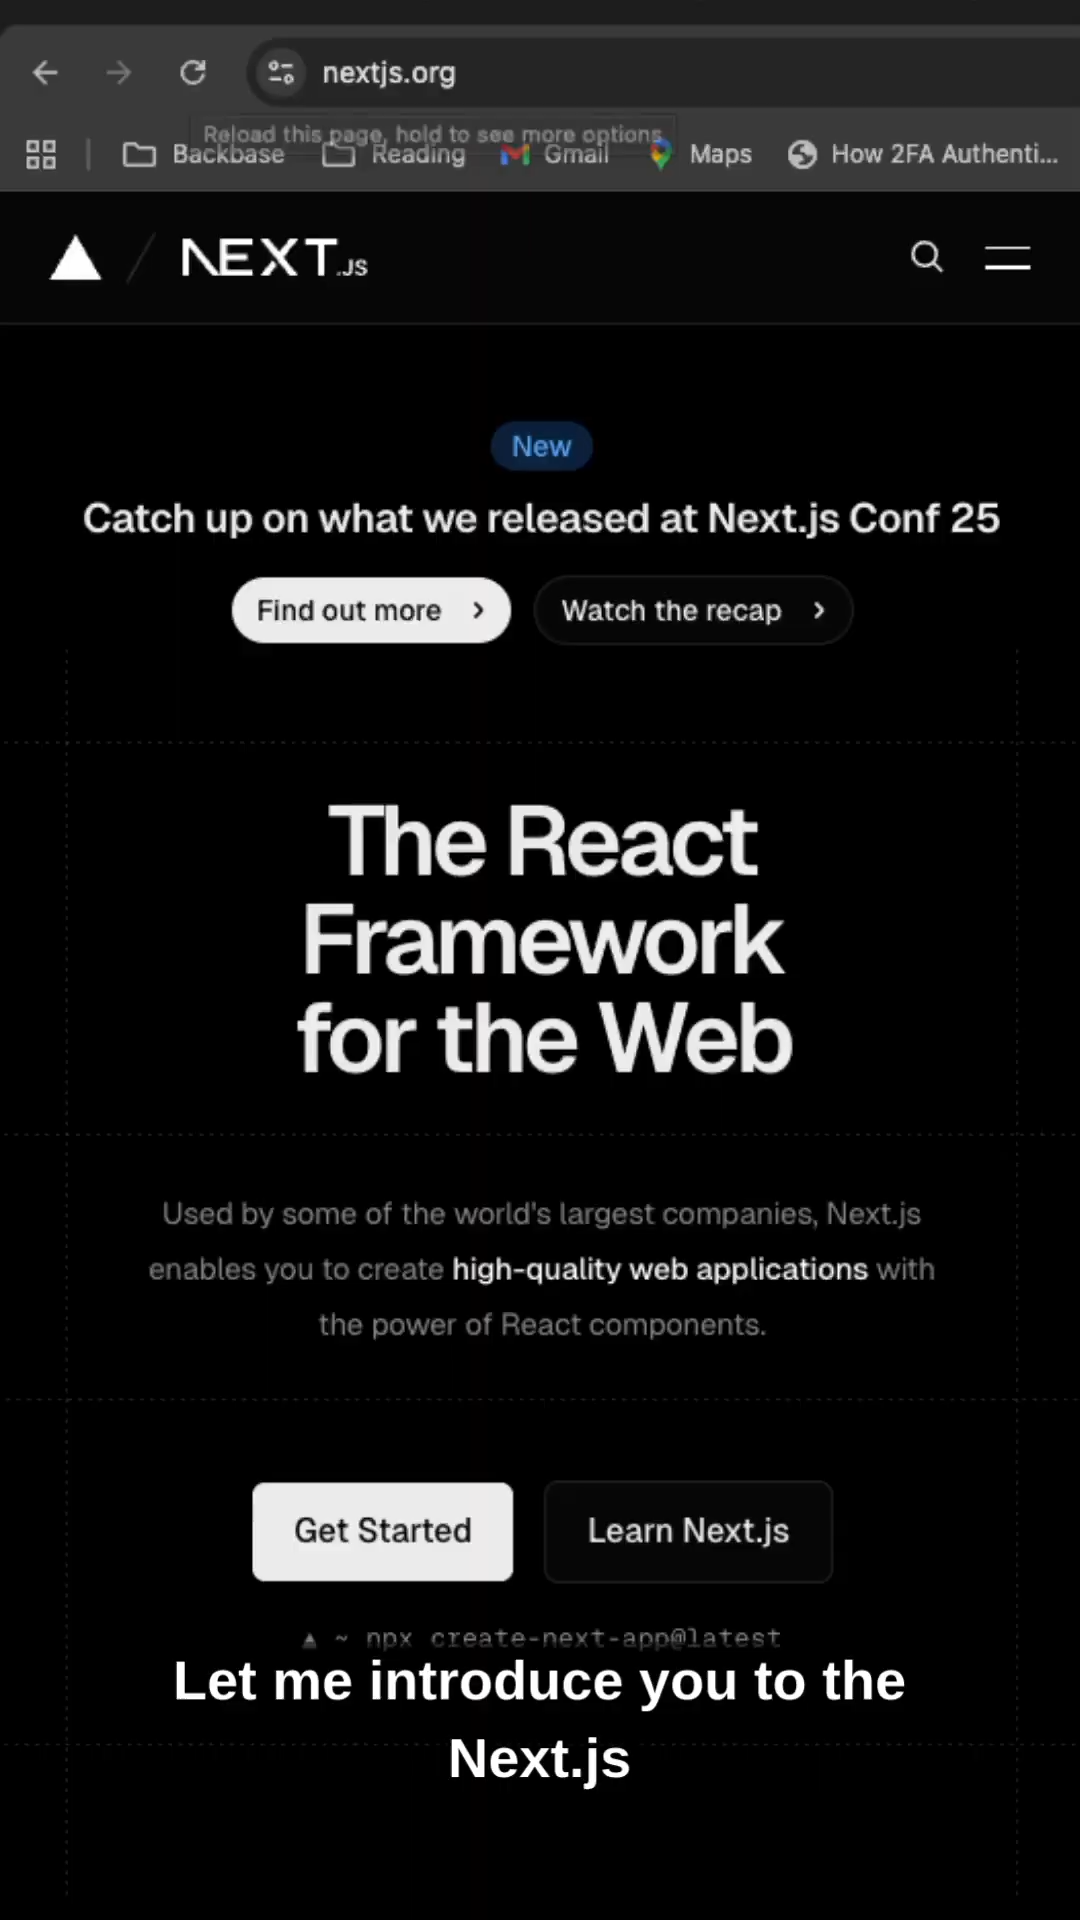 nextjs.org
Reload this page, hold to see more options
Backbase
Reading
Gmail
Maps
How 2FA Authenti...
NEXT.JS
New
Catch up on what we released at Next.js Conf 25
Find out more
Watch the recap
The React
Framework
for the Web
Used by some of the world's largest companies, Next.js
enables you to create high-quality web applications with
the power of React components.
Get Started
Learn Next.js
▲ ~ npx create-next-app@latest
Let me introduce you to the
Next.js